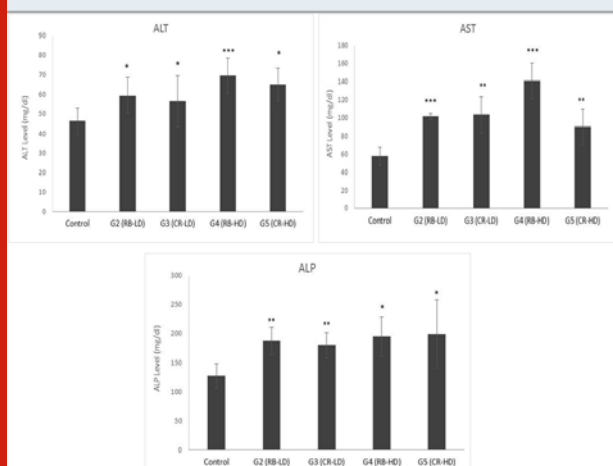 ALT
ALT Level (mg/dl)
90
80
70
60
50
40
30
20
10
0
* * *** *
Control G2 (RB-LD) G3 (CR-LD) G4 (RB-HD) G5 (CR-HD)
AST
AST Level (mg/dl)
180
160
140
120
100
80
60
40
20
0
*** ** *** **
Control G2 (RB-LD) G3 (CR-LD) G4 (RB-HD) G5 (CR-HD)
ALP
ALP Level (mg/dl)
300
250
200
150
100
50
0
** ** * *
Control G2 (RB-LD) G3 (CR-LD) G4 (RB-HD) G5 (CR-HD)